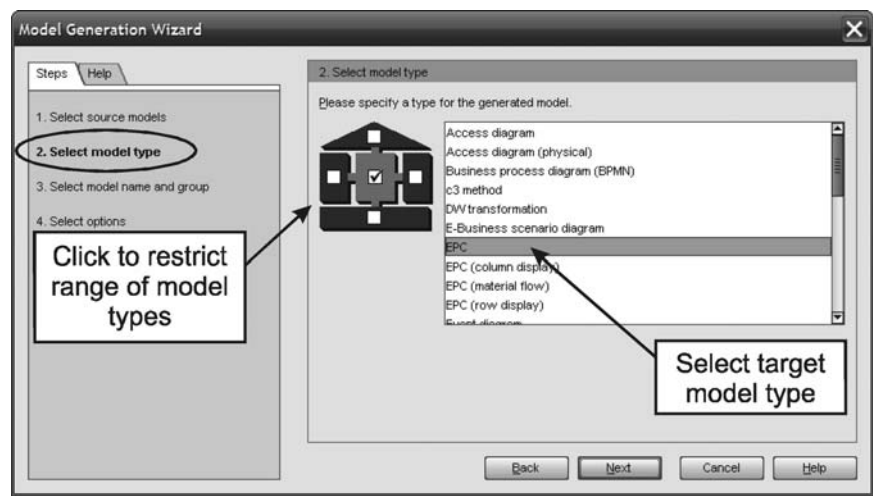 Model Generation Wizard
Steps
Help
1. Select source models
2. Select model type
3. Select model name and group
4. Select options
Click to restrict
range of model
types
2. Select model type
Please specify a type for the generated model.
Access diagram
Access diagram (physical)
Business process diagram (BPMN)
c3 method
DW transformation
E-Business scenario diagram
EPC
EPC (column display)
EPC (material flow)
EPC (row display)
Event diagram
Select target
model type
Back
Next
Cancel
Help